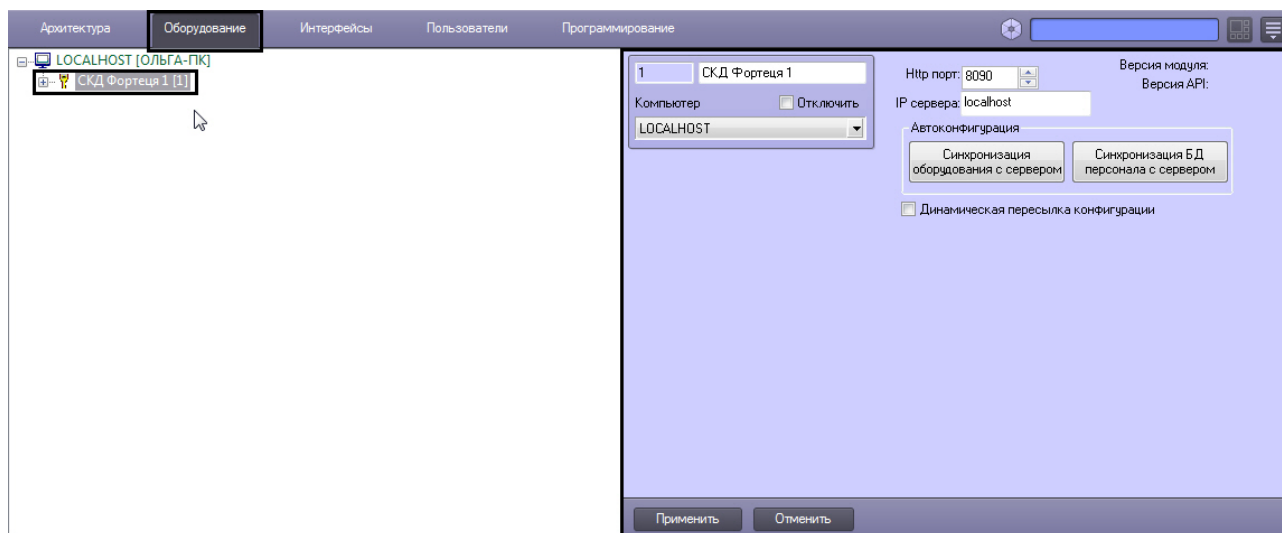 Архитектура Оборудование Интерфейсы Пользователи Программирование
LOCALHOST [ОЛЬГА-ПК]
СКД Фортеця 1 [1]
1 СКД Фортеця 1
Компьютер Отключить
LOCALHOST
Http порт: 8090
IP сервера: localhost
Версия модуля:
Версия API:
Автоконфигурация
Синхронизация
оборудования с сервером
Синхронизация БД
персонала с сервером
Динамическая пересылка конфигурации
Применить Отменить